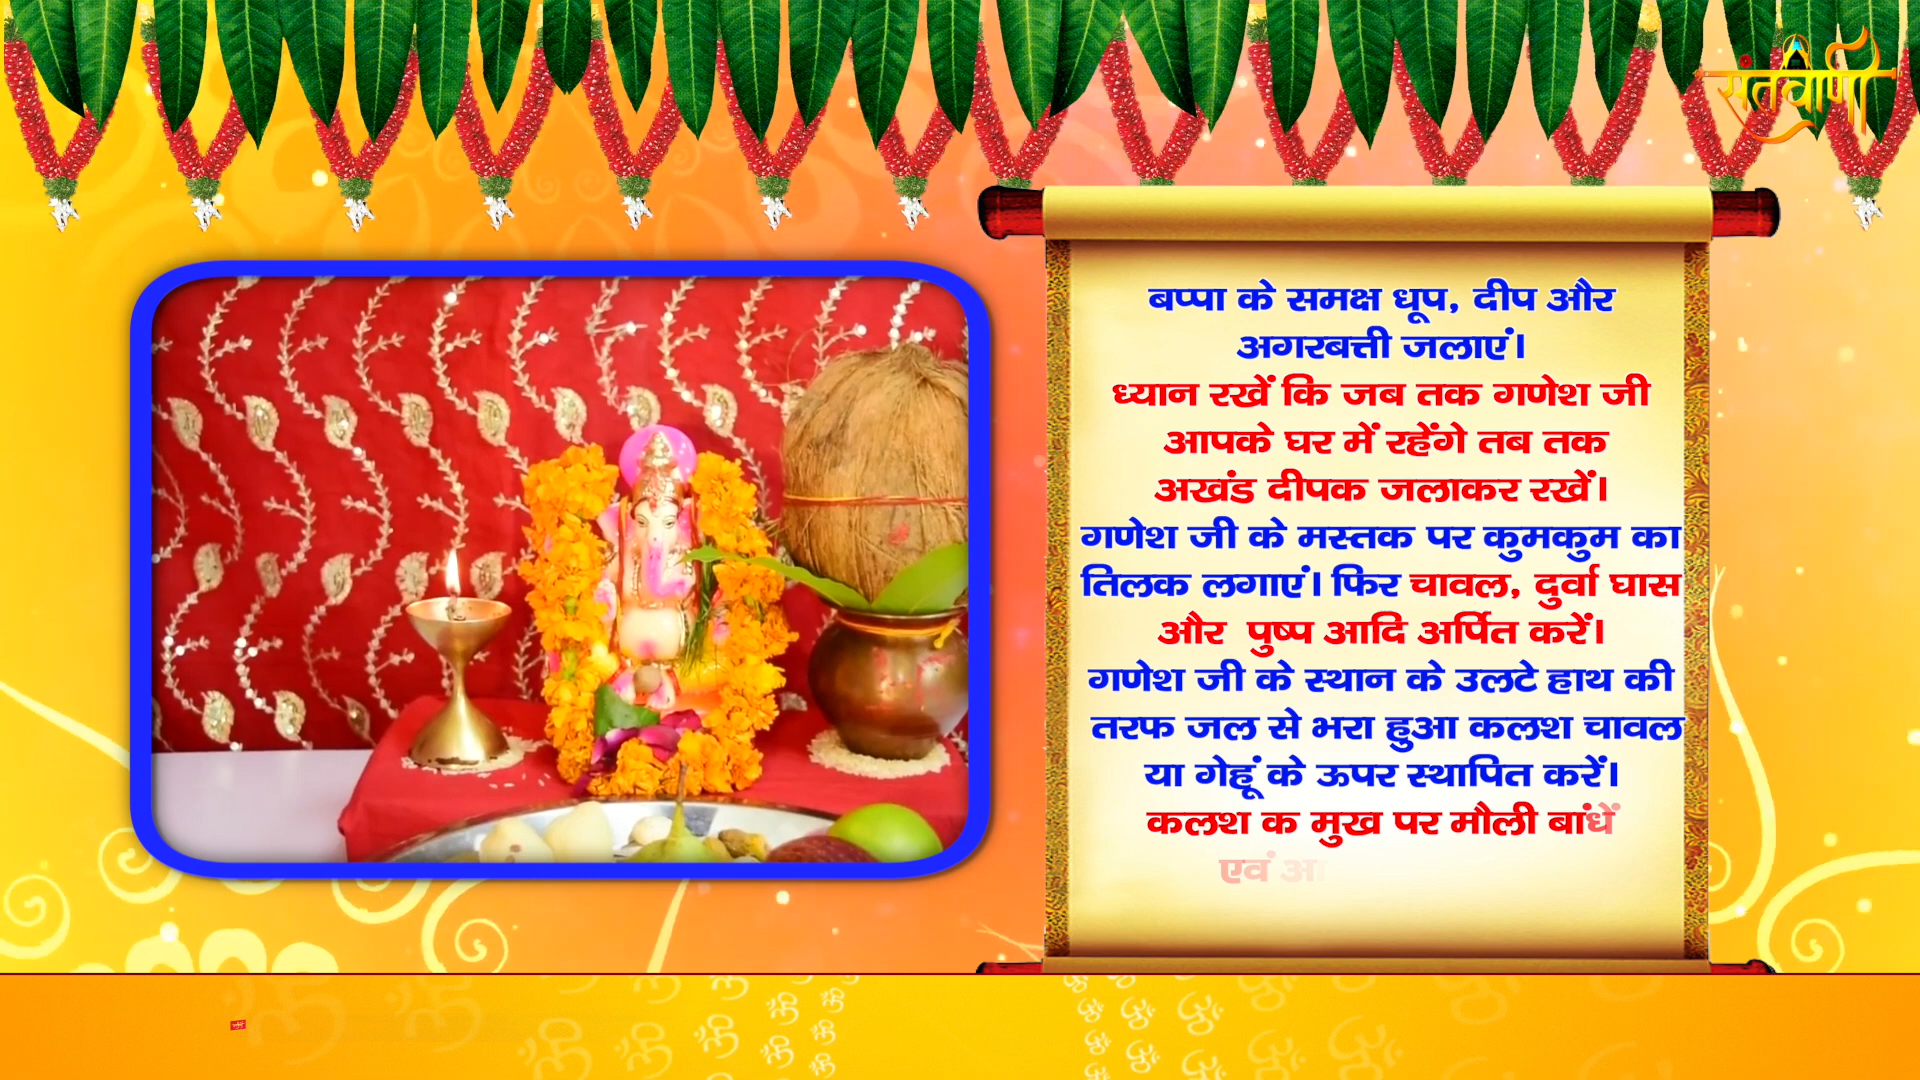 संतवाणी
बप्पा के समक्ष धूप, दीप और
अगरबत्ती जलाएं।
ध्यान रखें कि जब तक गणेश जी
आपके घर में रहेंगे तब तक
अखंड दीपक जलाकर रखें।
गणेश जी के मस्तक पर कुमकुम का
तिलक लगाएं। फिर चावल, दुर्वा घास
और पुष्प आदि अर्पित करें।
गणेश जी के स्थान के उलटे हाथ की
तरफ जल से भरा हुआ कलश चावल
या गेहूं के ऊपर स्थापित करें।
कलश क मुख पर मौली बांधें
एवं आ